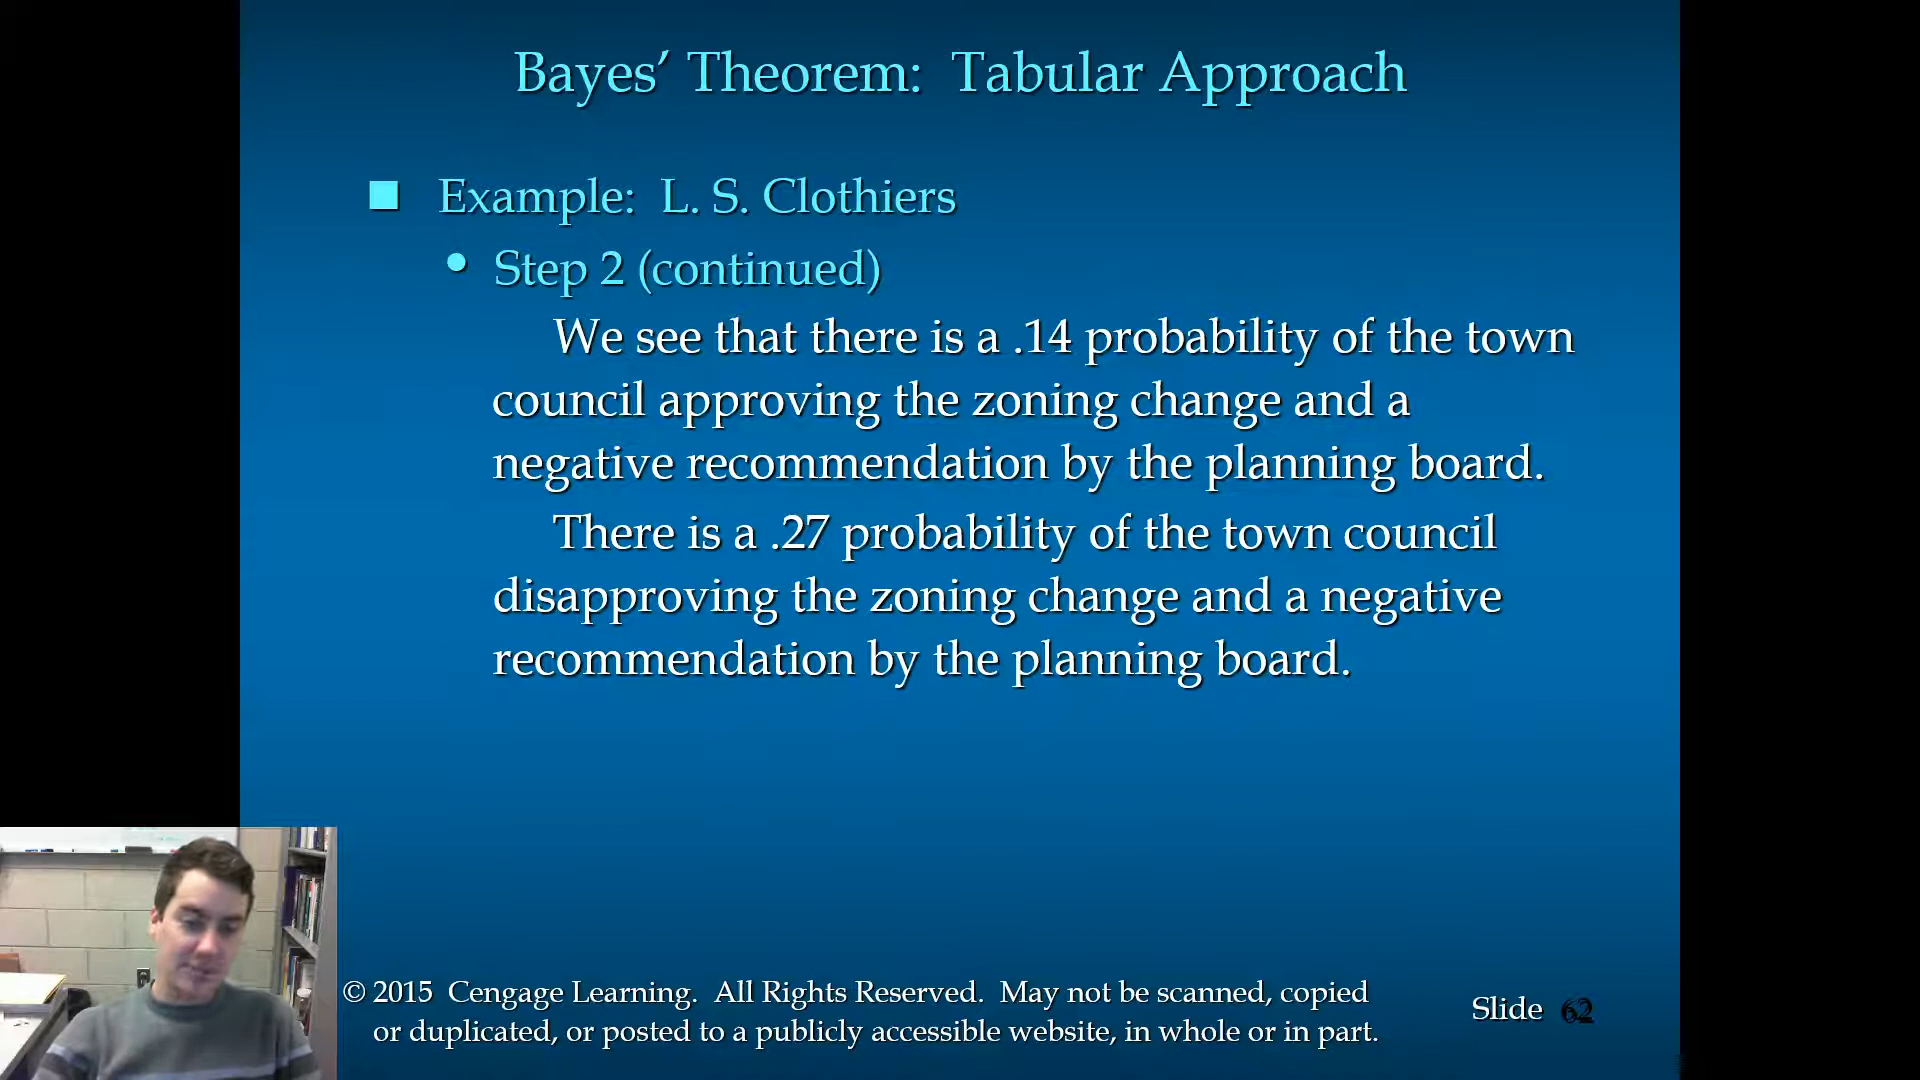 Bayes’ Theorem: Tabular Approach
Example: L. S. Clothiers
Step 2 (continued)
We see that there is a .14 probability of the town
council approving the zoning change and a
negative recommendation by the planning board.
There is a .27 probability of the town council
disapproving the zoning change and a negative
recommendation by the planning board.
© 2015 Cengage Learning. All Rights Reserved. May not be scanned, copied
or duplicated, or posted to a publicly accessible website, in whole or in part.
Slide 62